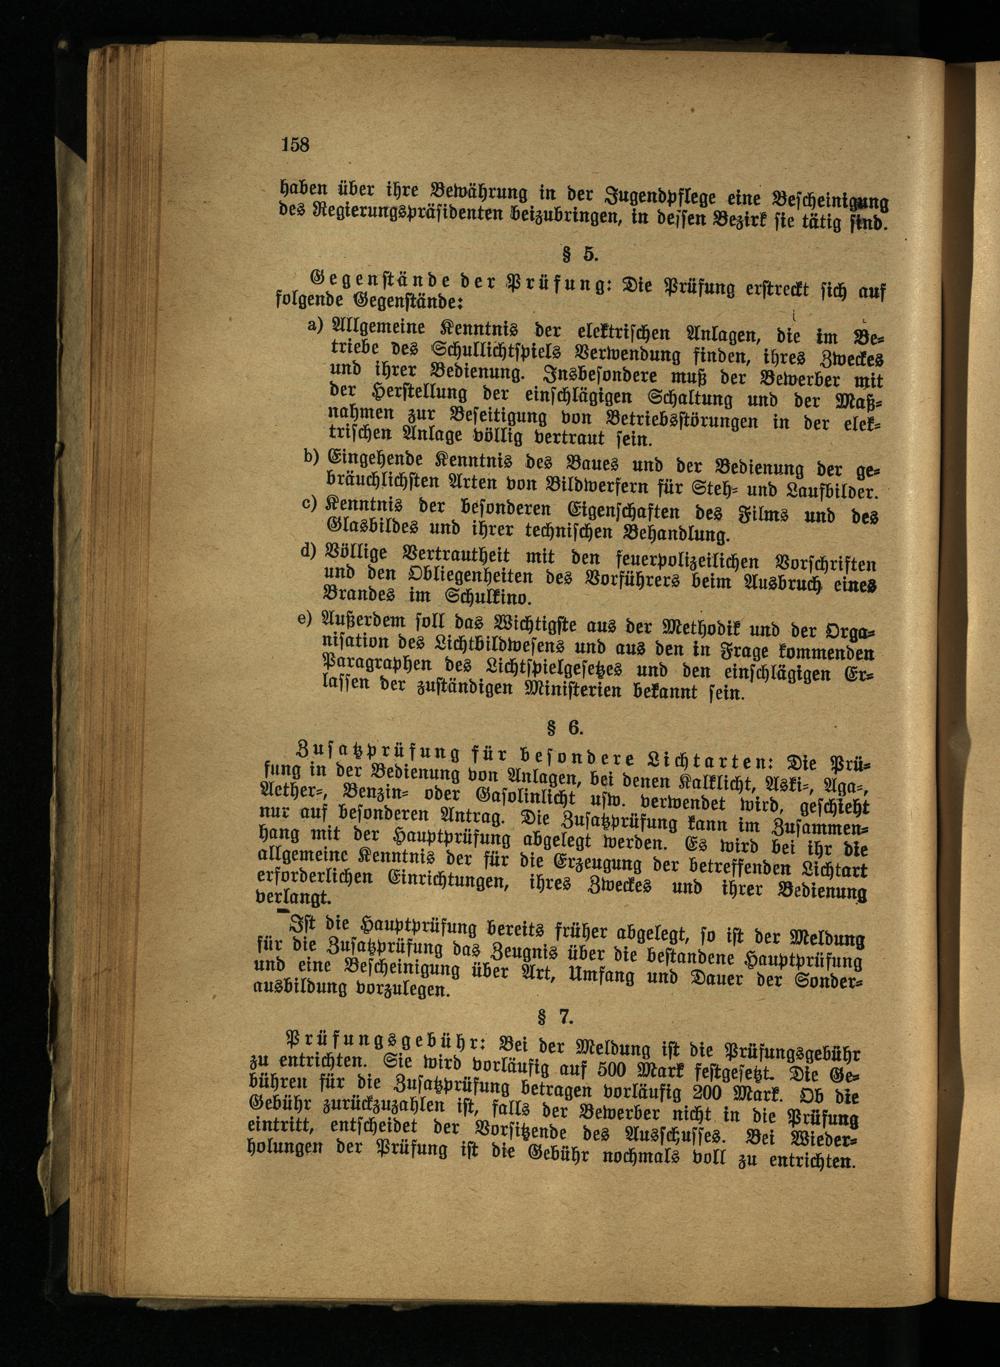 158
haben über ihre Bewährung in der Jugendpflege eine Bescheinigung
des Regierungspräsidenten beizubringen, in dessen Bezirk sie tätig sind.
§ 5.
Gegenstände der Prüfung: Die Prüfung erstreckt sich auf
folgende Gegenstände:
a) Allgemeine Kenntnis der elektrischen Anlagen, die im Be-
triebe des Schullichtspiels Verwendung finden, ihres Zweckes
und ihrer Bedienung. Insbesondere muß der Bewerber mit
der Herstellung der einschlägigen Schaltung und der Maß-
nahmen zur Beseitigung von Betriebsstörungen in der elek-
trischen Anlage völlig vertraut sein.
b) Eingehende Kenntnis des Baues und der Bedienung der ge-
bräuchlichsten Arten von Bildwerfern für Steh- und Laufbilder.
c) Kenntnis der besonderen Eigenschaften des Films und des
Glasbildes und ihrer technischen Behandlung.
d) Völlige Vertrautheit mit den feuerpolizeilichen Vorschriften
und den Obliegenheiten des Vorführers beim Ausbruch eines
Brandes im Schulkino.
e) Außerdem soll das Wichtigste aus der Methodik und der Orga-
nisation des Lichtbildwesens und aus den in Frage kommenden
Paragraphen des Lichtspielgesetzes und den einschlägigen Er-
lassen der zuständigen Ministerien bekannt sein.
§ 6.
Zusatzprüfung für besondere Lichtarten: Die Prü-
fung in der Bedienung von Anlagen, bei denen Kalklicht, Aski-, Aga-,
Aether-, Benzin- oder Gasolinlicht usw. verwendet wird, geschieht
nur auf besonderen Antrag. Die Zusatzprüfung kann im Zusammen-
hang mit der Hauptprüfung abgelegt werden. Es wird bei ihr die
allgemeine Kenntnis der für die Erzeugung der betreffenden Lichtart
erforderlichen Einrichtungen, ihres Zweckes und ihrer Bedienung
verlangt.
Ist die Hauptprüfung bereits früher abgelegt, so ist der Meldung
für die Zusatzprüfung das Zeugnis über die bestandene Hauptprüfung
und eine Bescheinigung über Art, Umfang und Dauer der Sonder-
ausbildung vorzulegen.
§ 7.
Prüfungsgebühr: Bei der Meldung ist die Prüfungsgebühr
zu entrichten. Sie wird vorläufig auf 500 Mark festgesetzt. Die Ge-
bühren für die Zusatzprüfung betragen vorläufig 200 Mark. Ob die
Gebühr zurückzuzahlen ist, falls der Bewerber nicht in die Prüfung
eintritt, entscheidet der Vorsitzende des Ausschusses. Bei Wieder-
holungen der Prüfung ist die Gebühr nochmals voll zu entrichten.